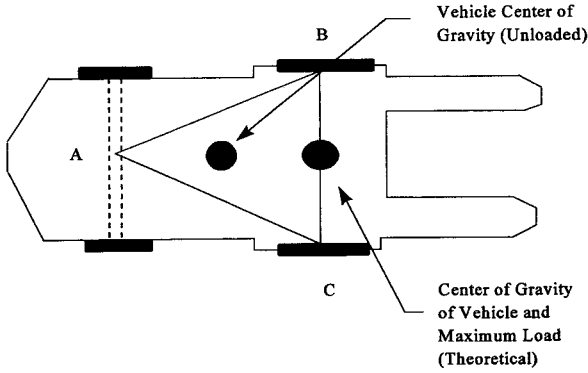 Vehicle Center of
Gravity (Unloaded)
B
A
C
Center of Gravity
of Vehicle and
Maximum Load
(Theoretical)